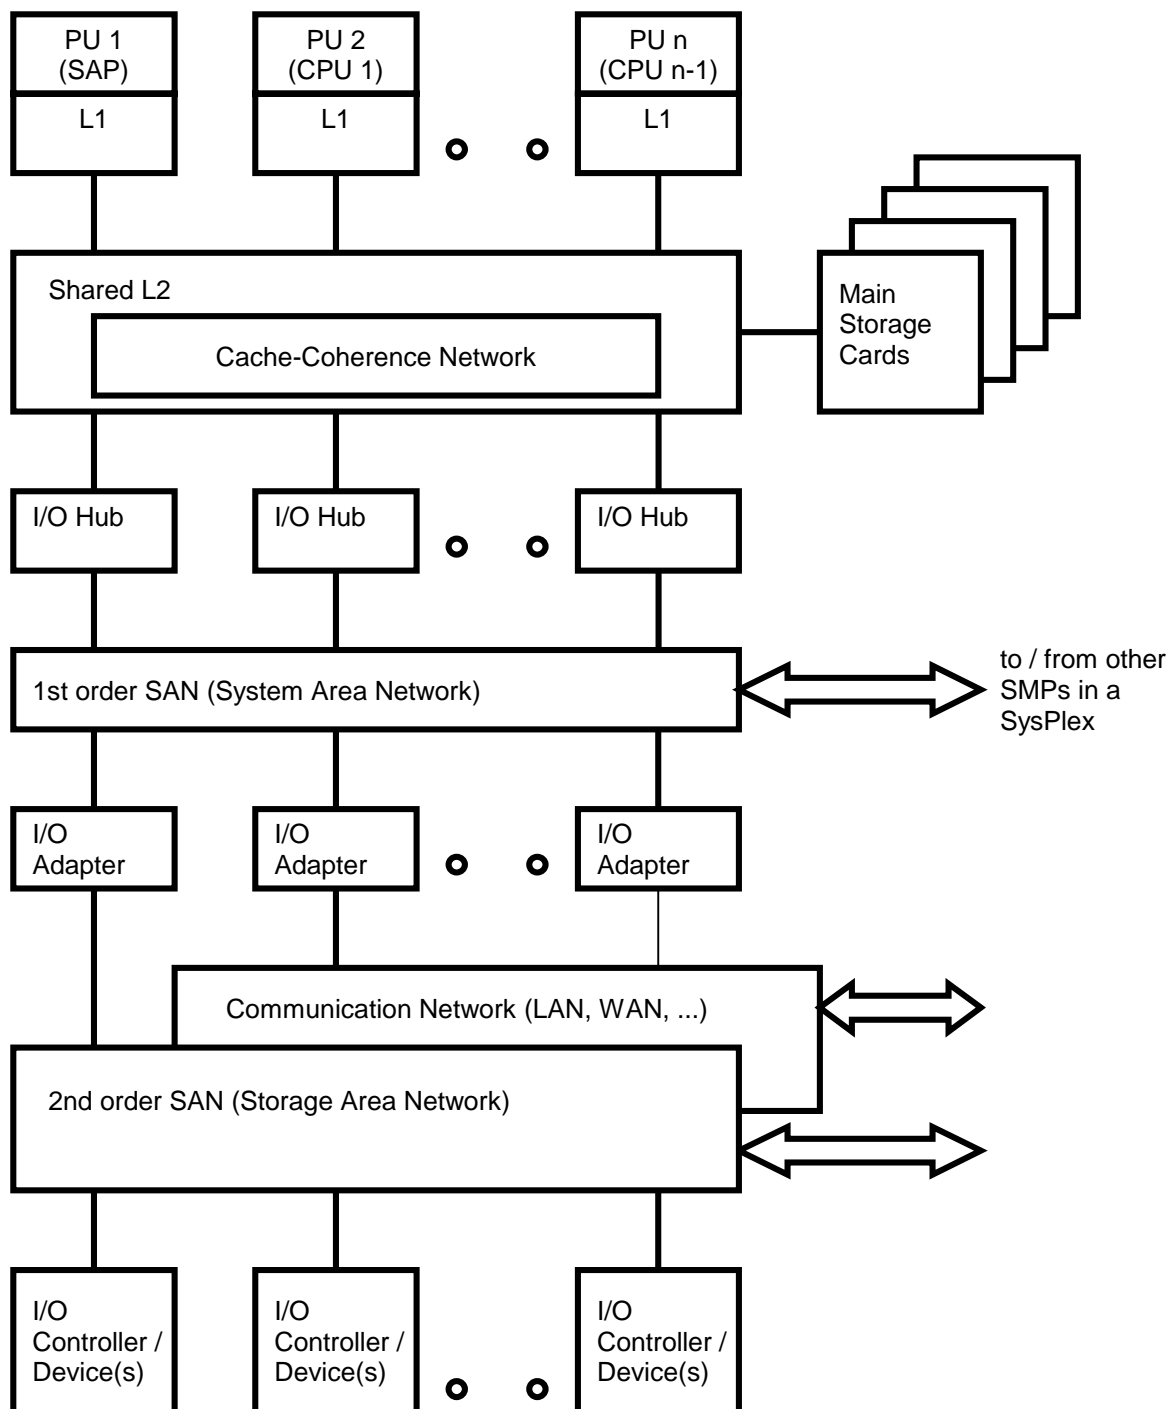 PU 1
(SAP)
PU 2
(CPU 1)
PU n
(CPU n-1)
L1
L1
L1
Shared L2
Cache-Coherence Network
Main
Storage
Cards
I/O Hub
I/O Hub
I/O Hub
1st order SAN (System Area Network)
to / from other
SMPs in a
SysPlex
I/O
Adapter
I/O
Adapter
I/O
Adapter
Communication Network (LAN, WAN, ...)
2nd order SAN (Storage Area Network)
I/O
Controller /
Device(s)
I/O
Controller /
Device(s)
I/O
Controller /
Device(s)